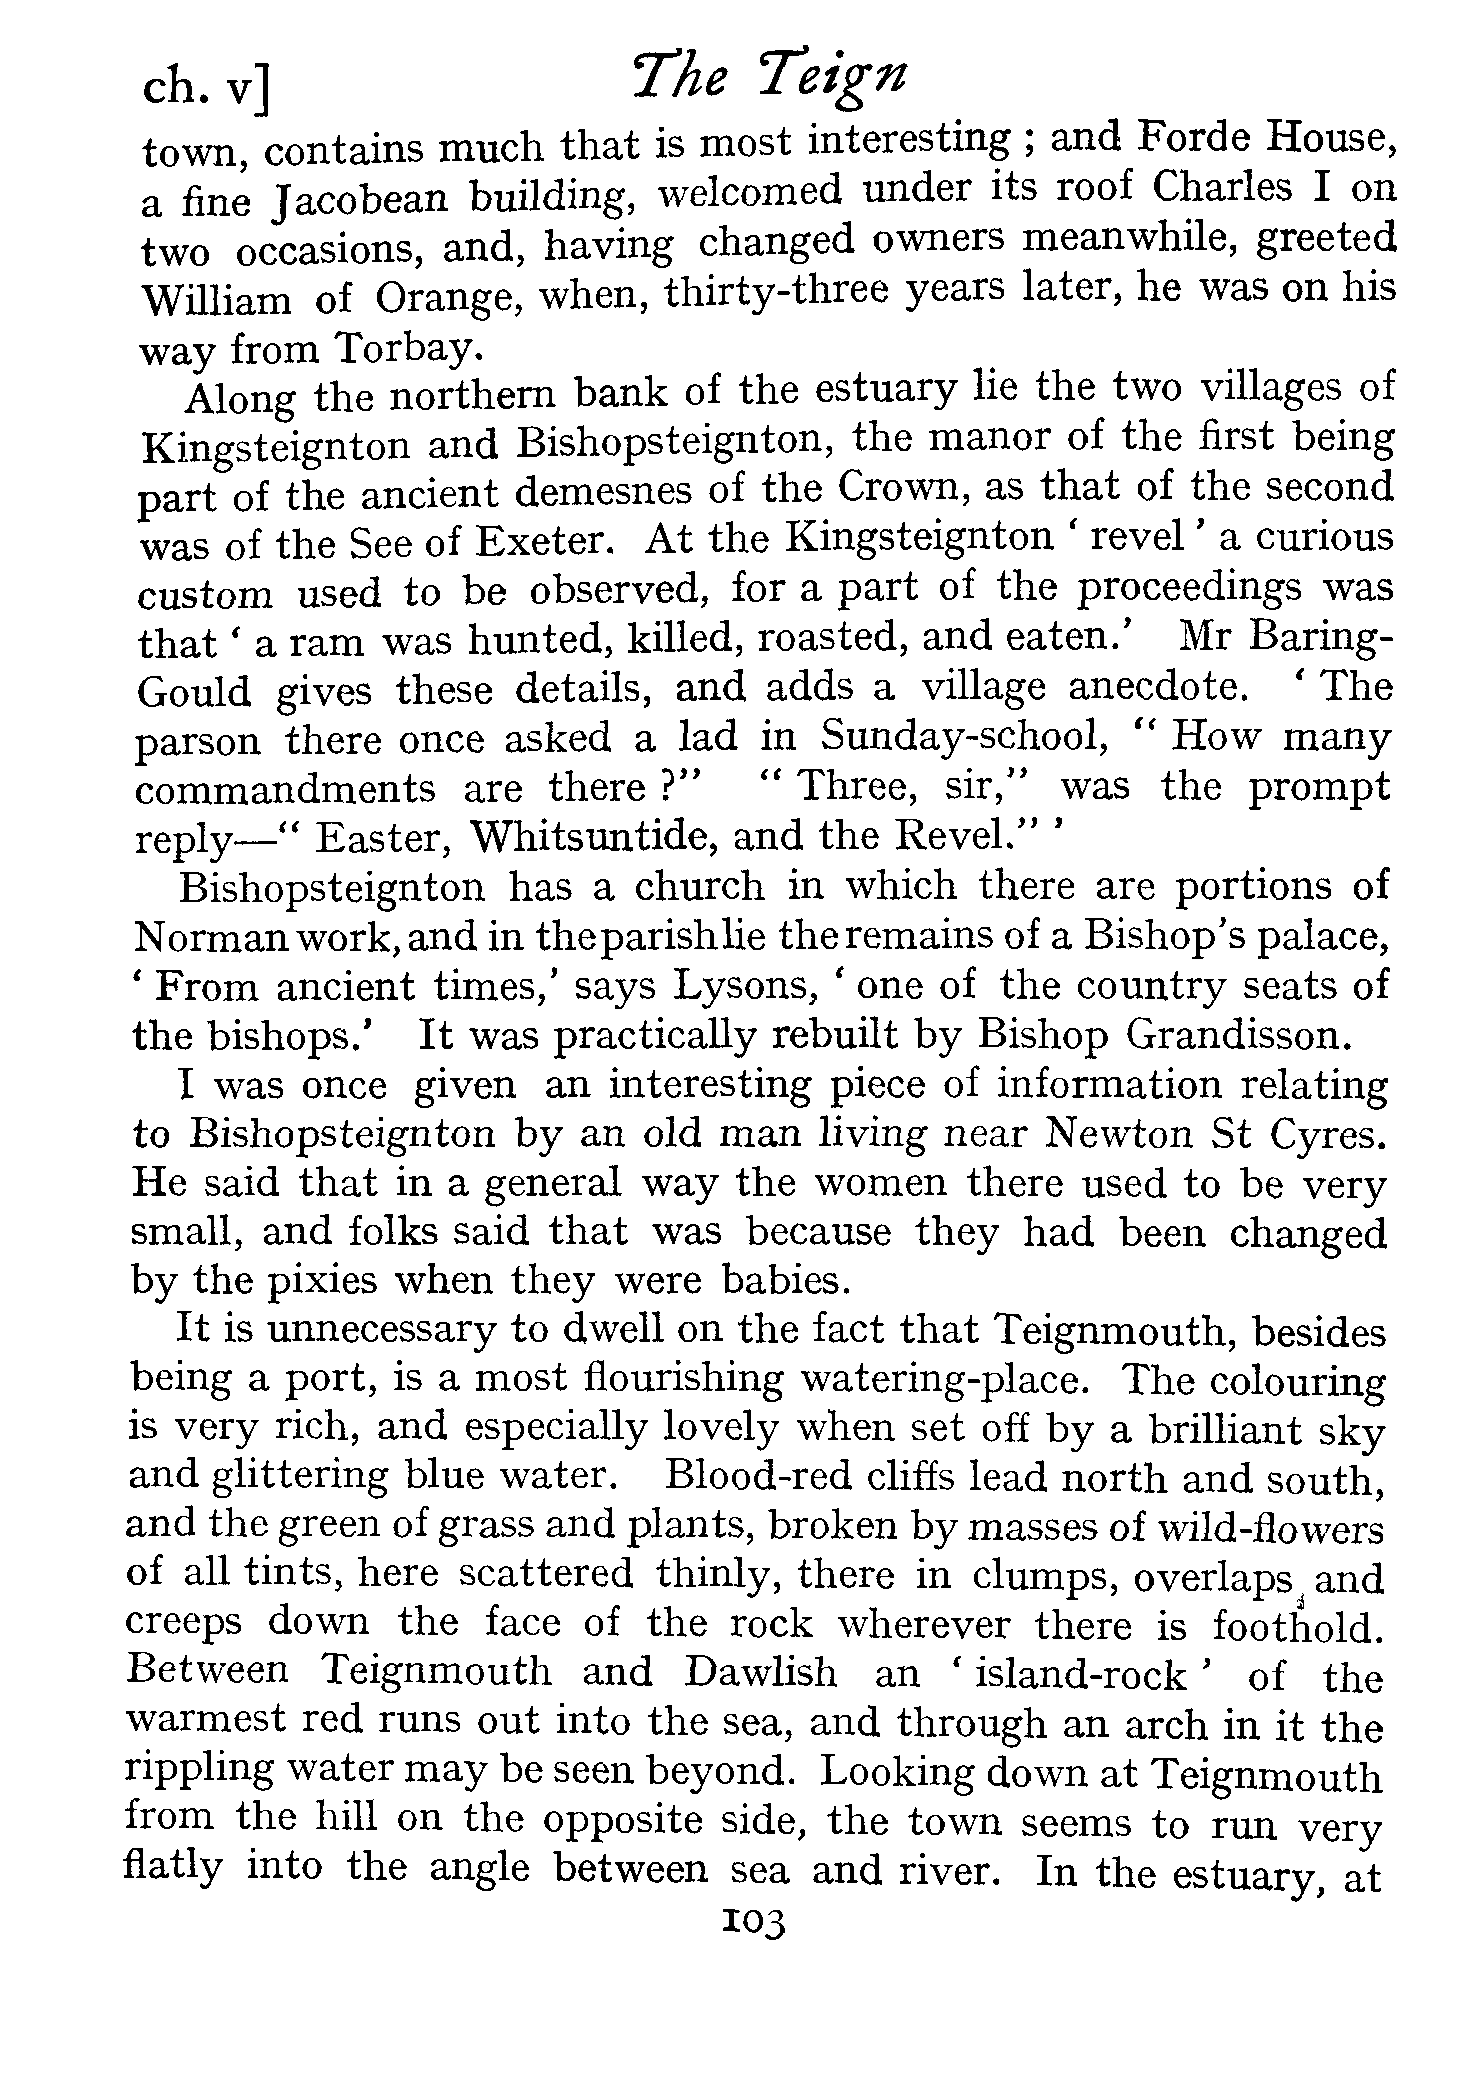 ch. v]
The Teign
town, contains much that is most interesting ; and Forde House,
a fine Jacobean building, welcomed under its roof Charles I on
two occasions, and, having changed owners meanwhile, greeted
William of Orange, when, thirty-three years later, he was on his
way from Torbay.
Along the northern bank of the estuary lie the two villages of
Kingsteignton and Bishopsteignton, the manor of the first being
part of the ancient demesnes of the Crown, as that of the second
was of the See of Exeter. At the Kingsteignton ‘ revel ’ a curious
custom used to be observed, for a part of the proceedings was
that ‘ a ram was hunted, killed, roasted, and eaten.’ Mr Baring-
Gould gives these details, and adds a village anecdote. ‘ The
parson there once asked a lad in Sunday-school, “ How many
commandments are there ?” “ Three, sir,” was the prompt
reply—“ Easter, Whitsuntide, and the Revel.” ’
Bishopsteignton has a church in which there are portions of
Norman work, and in the parish lie the remains of a Bishop’s palace,
‘ From ancient times,’ says Lysons, ‘ one of the country seats of
the bishops.’ It was practically rebuilt by Bishop Grandisson.
I was once given an interesting piece of information relating
to Bishopsteignton by an old man living near Newton St Cyres.
He said that in a general way the women there used to be very
small, and folks said that was because they had been changed
by the pixies when they were babies.
It is unnecessary to dwell on the fact that Teignmouth, besides
being a port, is a most flourishing watering-place. The colouring
is very rich, and especially lovely when set off by a brilliant sky
and glittering blue water. Blood-red cliffs lead north and south,
and the green of grass and plants, broken by masses of wild-flowers
of all tints, here scattered thinly, there in clumps, overlaps and
creeps down the face of the rock wherever there is foothold.
Between Teignmouth and Dawlish an ‘ island-rock ’ of the
warmest red runs out into the sea, and through an arch in it the
rippling water may be seen beyond. Looking down at Teignmouth
from the hill on the opposite side, the town seems to run very
flatly into the angle between sea and river. In the estuary, at
103